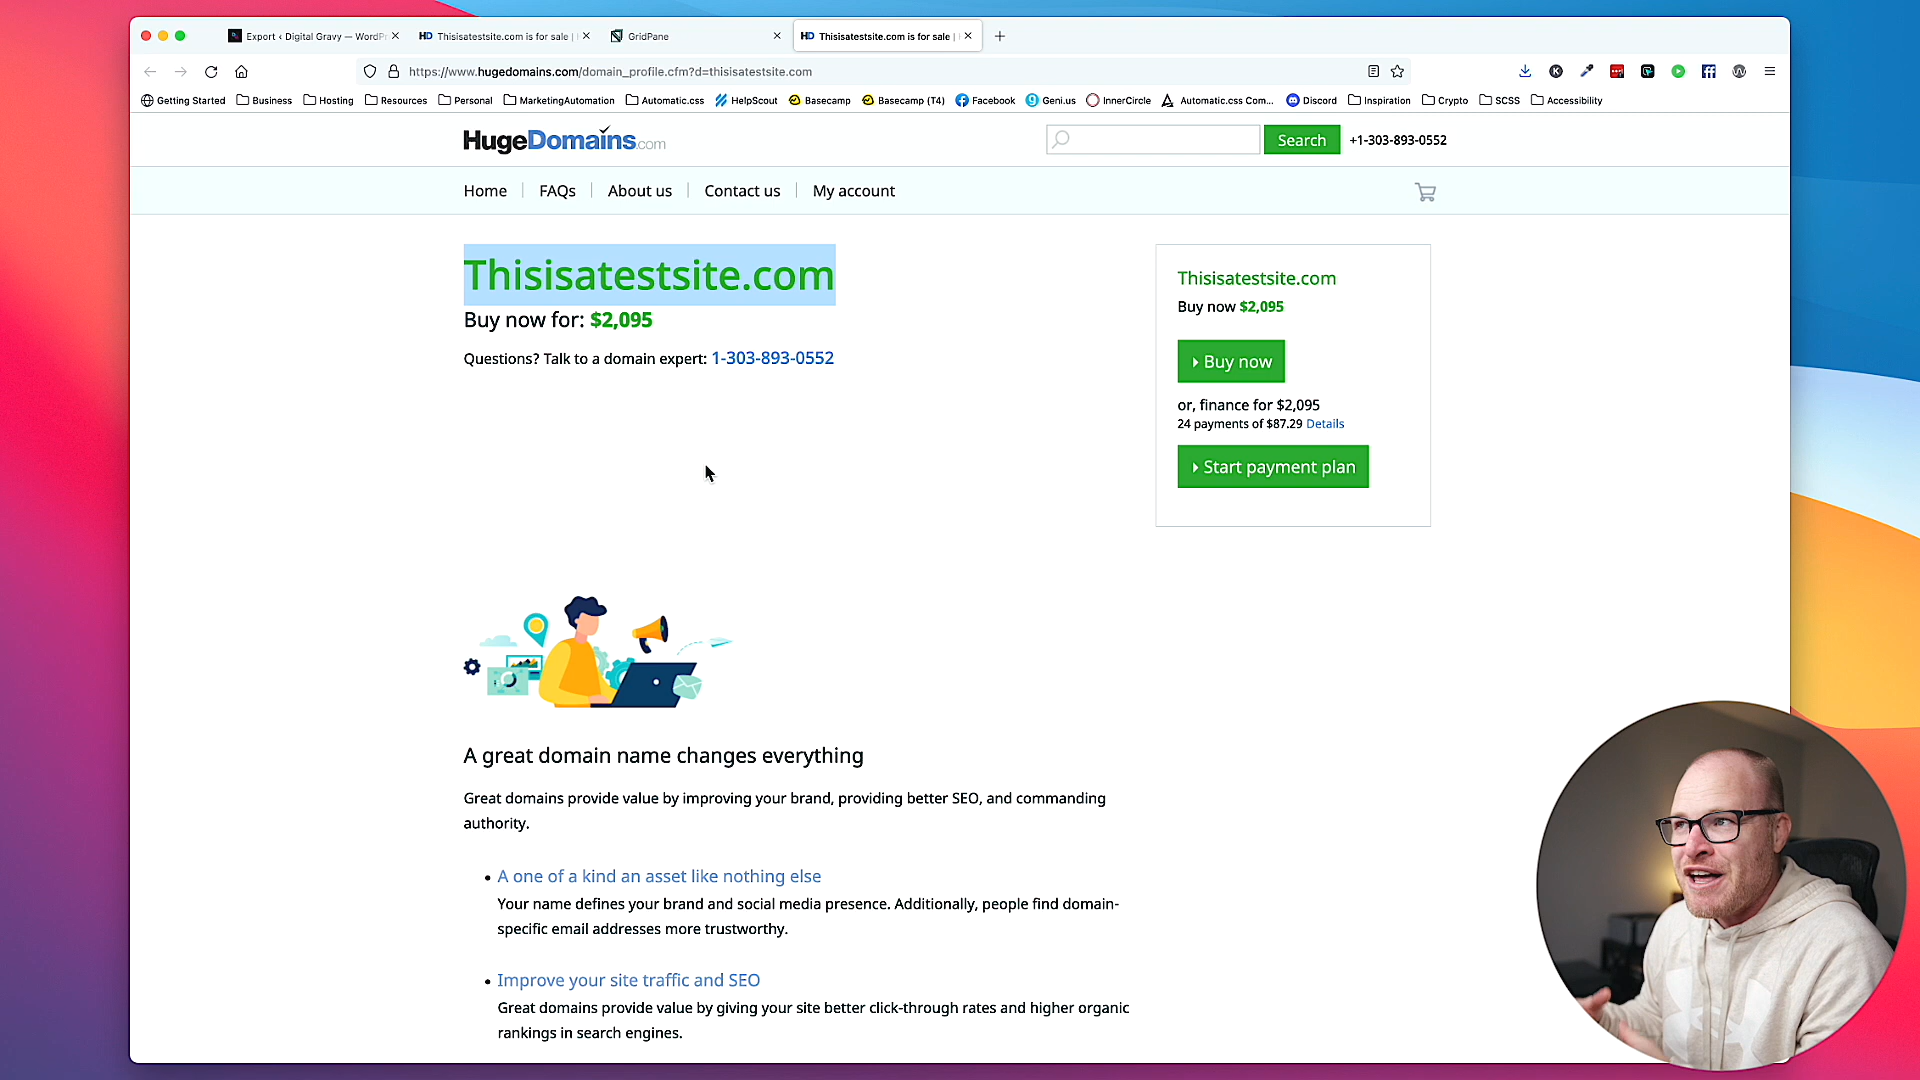 Export ‹ Digital Gravy — WordPr
Thisisatestsite.com is for sale |
GridPane
Thisisatestsite.com is for sale |
https://www.hugedomains.com/domain_profile.cfm?d=thisisatestsite.com
Getting Started Business Hosting Resources Personal MarketingAutomation Automatic.css HelpScout Basecamp Basecamp (T4) Facebook Geni.us InnerCircle Automatic.css Com... Discord Inspiration Crypto SCSS Accessibility
HugeDomains.com
Search
+1-303-893-0552
Home FAQs About us Contact us My account
Thisisatestsite.com
Buy now for: $2,095
Questions? Talk to a domain expert: 1-303-893-0552
Thisisatestsite.com
Buy now $2,095
Buy now
or, finance for $2,095
24 payments of $87.29 Details
Start payment plan
A great domain name changes everything
Great domains provide value by improving your brand, providing better SEO, and commanding
authority.
• A one of a kind an asset like nothing else
Your name defines your brand and social media presence. Additionally, people find domain-
specific email addresses more trustworthy.
• Improve your site traffic and SEO
Great domains provide value by giving your site better click-through rates and higher organic
rankings in search engines.